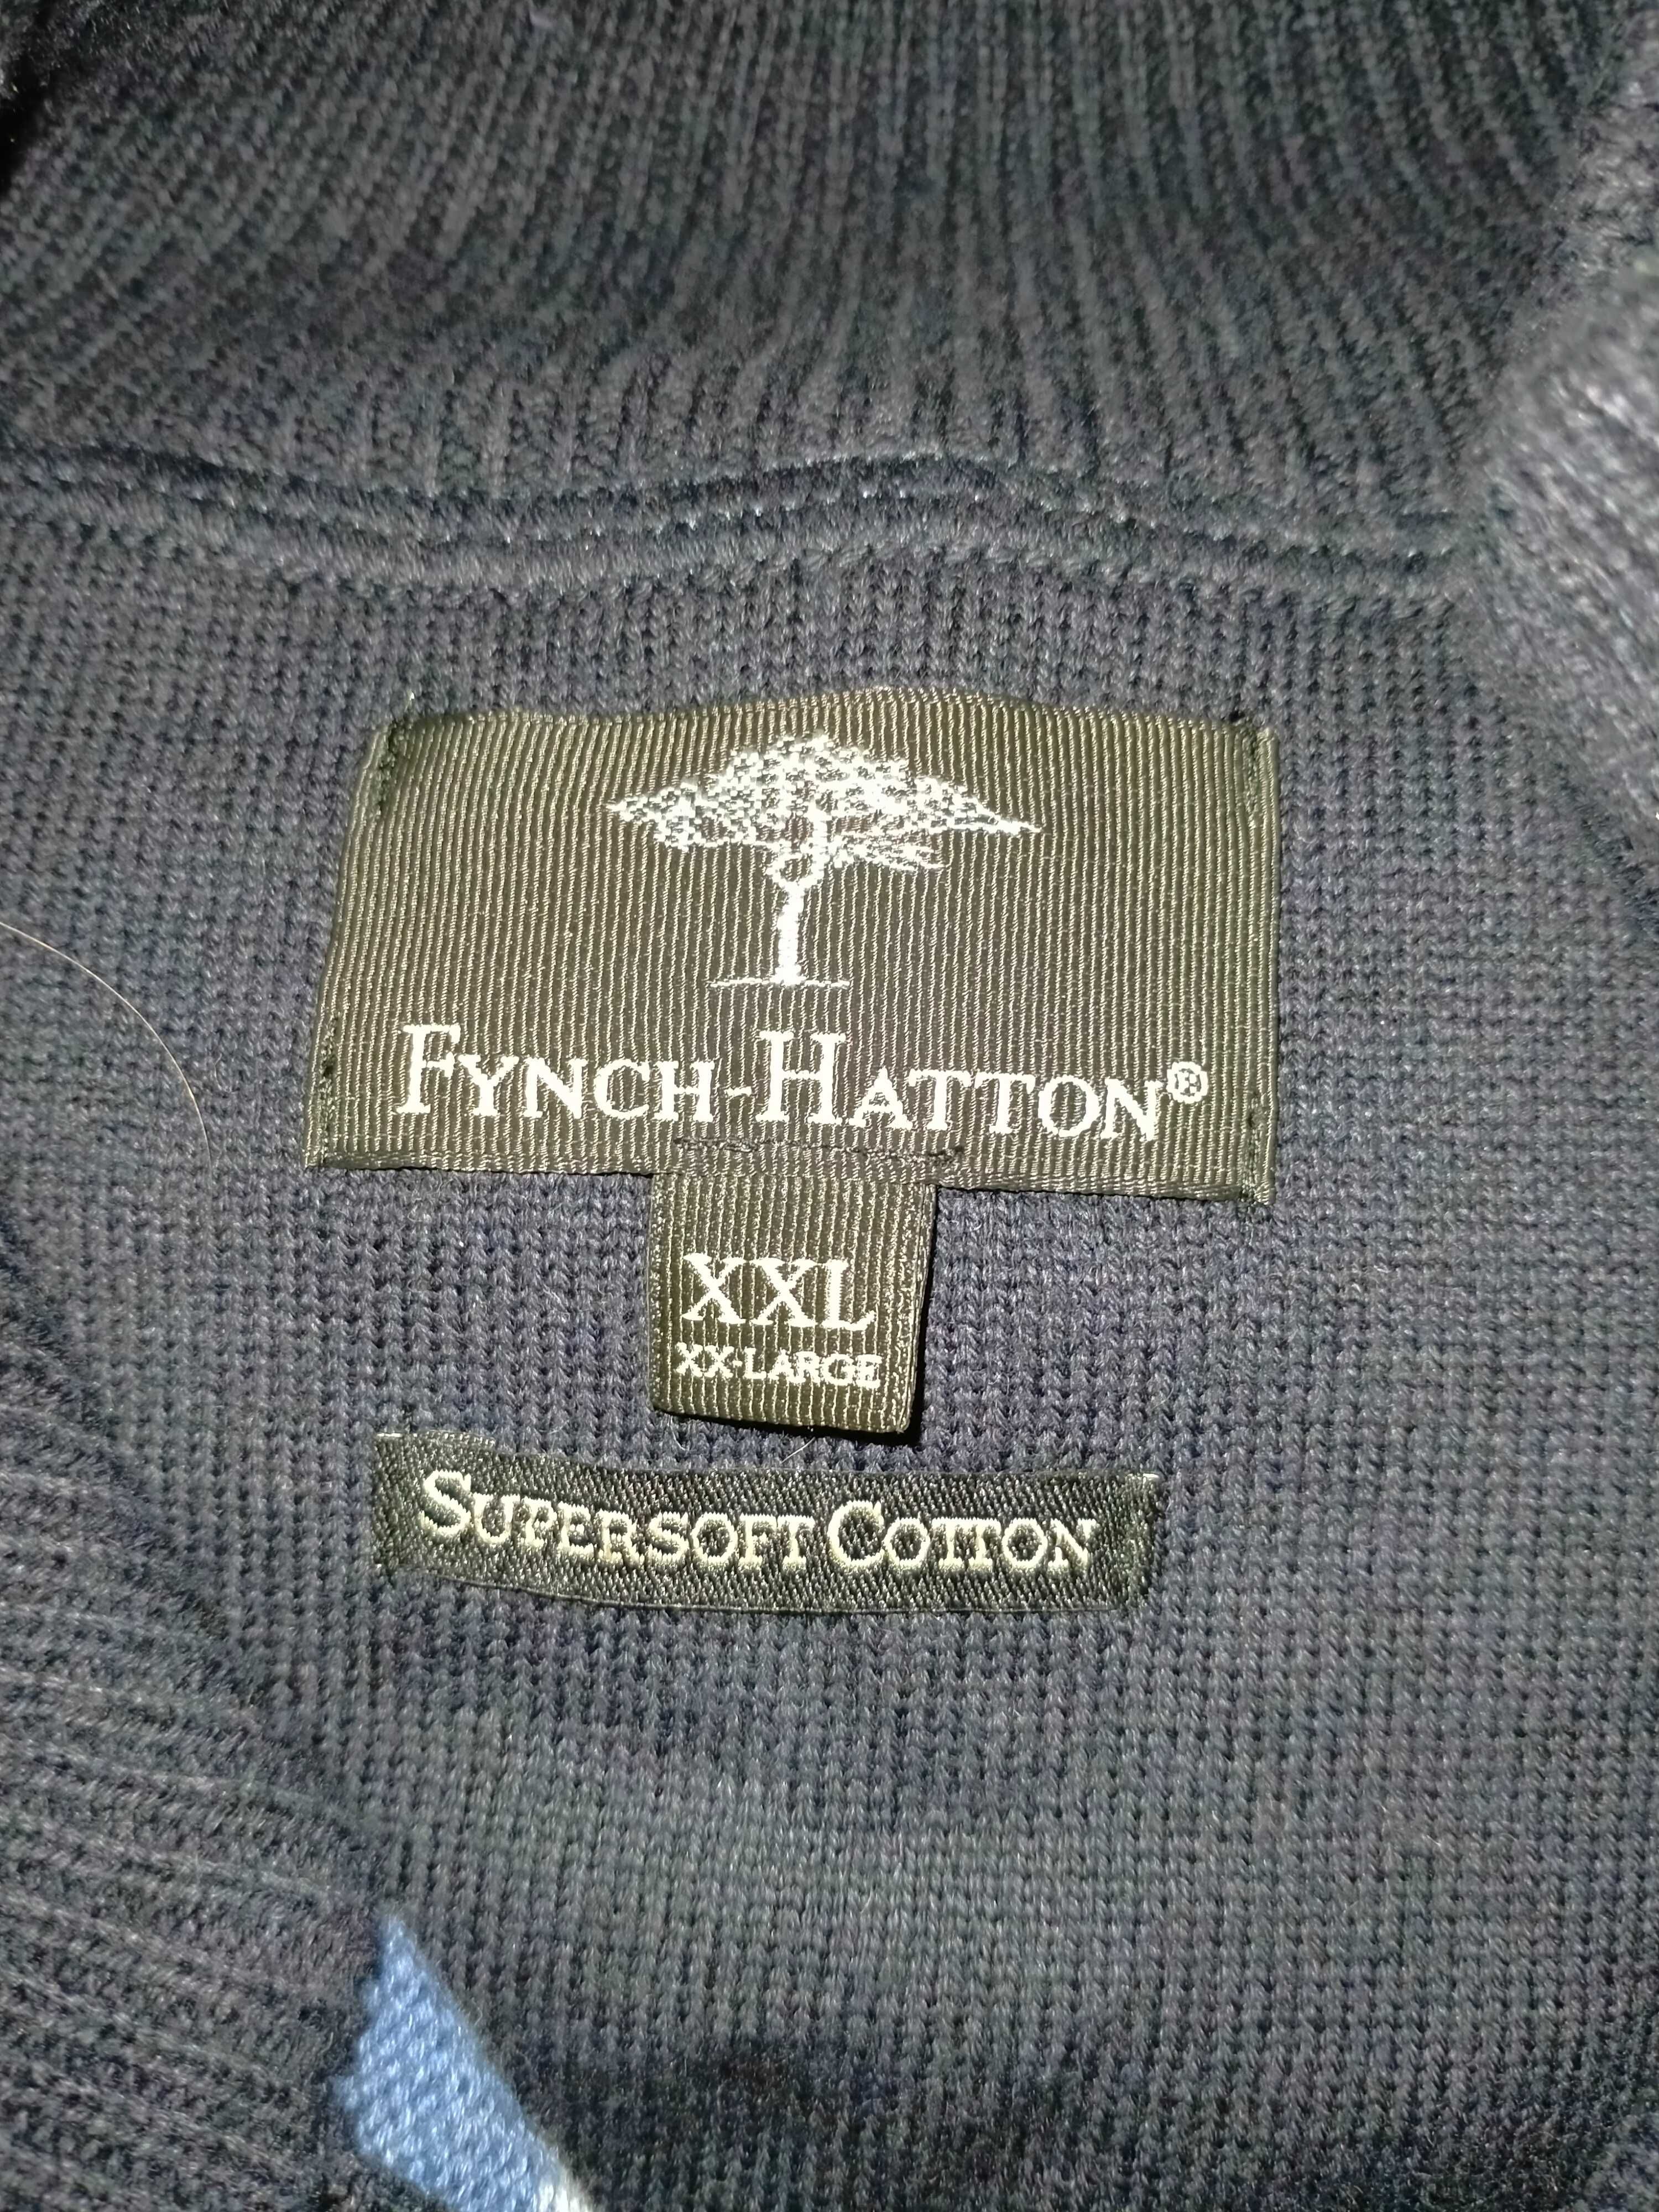 FYNCH-HATTON®
XXL
XX-LARGE
SUPERSOFT COTTON